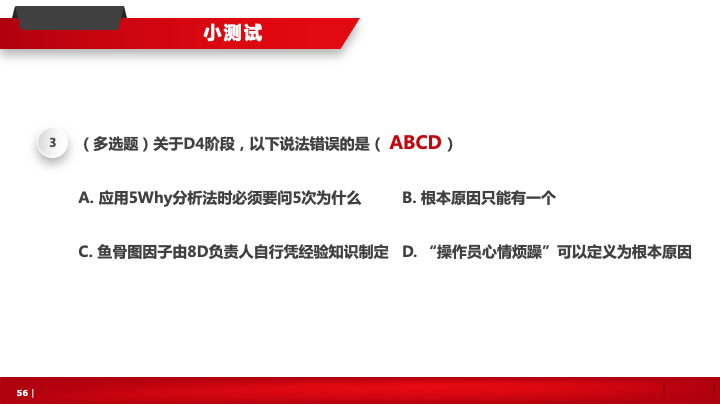 小测试
3 （多选题）关于D4阶段，以下说法错误的是（ ABCD ）
A. 应用5Why分析法时必须要问5次为什么 B. 根本原因只能有一个
C. 鱼骨图因子由8D负责人自行凭经验知识制定 D. “操作员心情烦躁”可以定义为根本原因
56 |